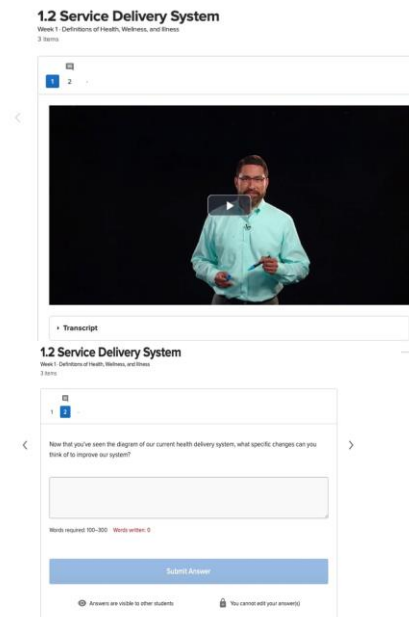 1.2 Service Delivery System
Week 1 - Definitions of Health, Wellness, and Illness
3 items
1 2
Transcript
1.2 Service Delivery System
Week 1 - Definitions of Health, Wellness, and Illness
3 items
1 2
Now that you've seen the diagram of our current health delivery system, what specific changes can you
think of to improve our system?
Words required: 100–300 Words written: 0
Submit Answer
Answers are visible to other students You cannot edit your answer(s)